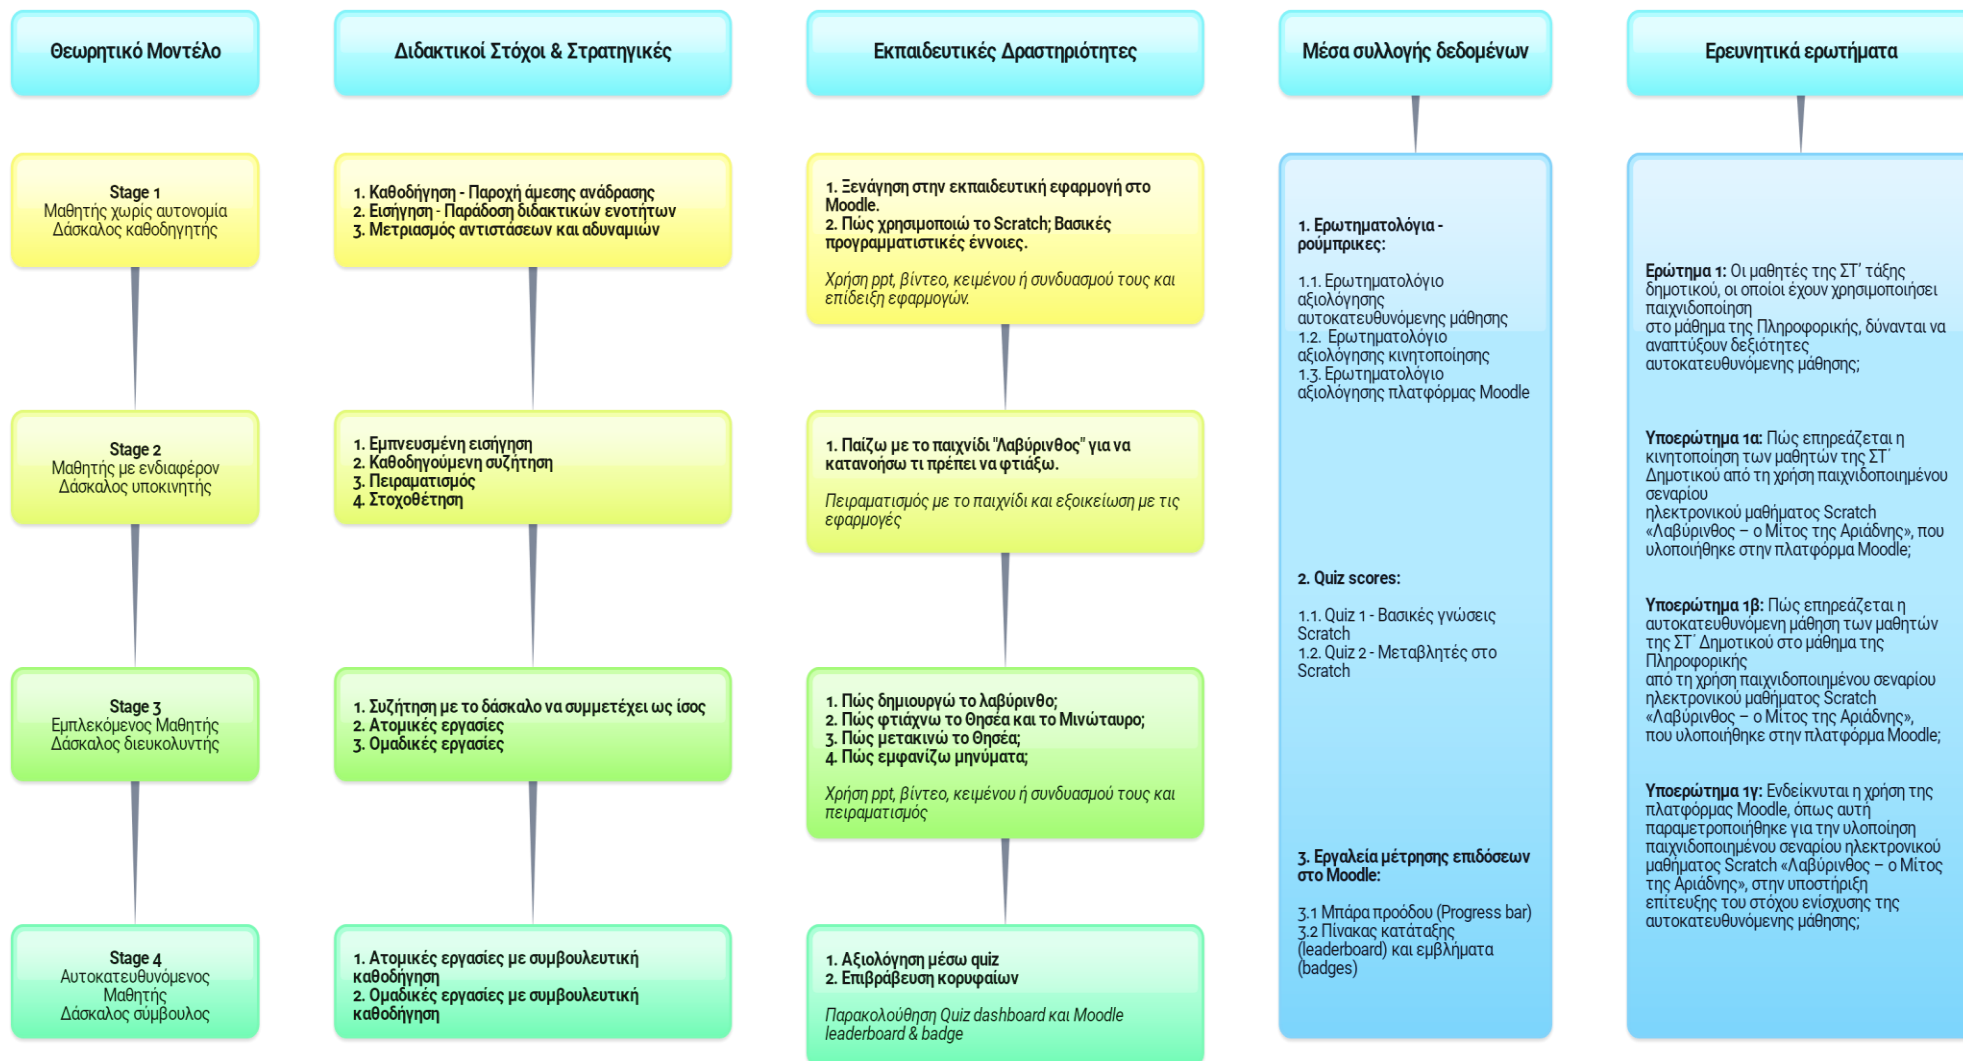 Θεωρητικό Μοντέλο
Stage 1
Μαθητής χωρίς αυτονομία
Δάσκαλος καθοδηγητής
Stage 2
Μαθητής με ενδιαφέρον
Δάσκαλος υποκινητής
Stage 3
Εμπλεκόμενος Μαθητής
Δάσκαλος διευκολυντής
Stage 4
Αυτοκατευθυνόμενος
Μαθητής
Δάσκαλος σύμβουλος
Διδακτικοί Στόχοι & Στρατηγικές
1. Καθοδήγηση - Παροχή άμεσης ανάδρασης
2. Εισήγηση - Παράδοση διδακτικών ενοτήτων
3. Μετριασμός αντιστάσεων και αδυναμιών
1. Εμπνευσμένη εισήγηση
2. Καθοδηγούμενη συζήτηση
3. Πειραματισμός
4. Στοχοθέτηση
1. Συζήτηση με το δάσκαλο να συμμετέχει ως ίσος
2. Ατομικές εργασίες
3. Ομαδικές εργασίες
1. Ατομικές εργασίες με συμβουλευτική
καθοδήγηση
2. Ομαδικές εργασίες με συμβουλευτική
καθοδήγηση
Εκπαιδευτικές Δραστηριότητες
1. Ξενάγηση στην εκπαιδευτική εφαρμογή στο
Moodle.
2. Πώς χρησιμοποιώ το Scratch; Βασικές
προγραμματιστικές έννοιες.
Χρήση ppt, βίντεο, κειμένου ή συνδυασμού τους και
επίδειξη εφαρμογών.
1. Παίζω με το παιχνίδι "Λαβύρινθος" για να
κατανοήσω τι πρέπει να φτιάξω.
Πειραματισμός με το παιχνίδι και εξοικείωση με τις
εφαρμογές
1. Πώς δημιουργώ το λαβύρινθο;
2. Πώς φτιάχνω το Θησέα και το Μινώταυρο;
3. Πώς μετακινώ το Θησέα;
4. Πώς εμφανίζω μηνύματα;
Χρήση ppt, βίντεο, κειμένου ή συνδυασμού τους και
πειραματισμός
1. Αξιολόγηση μέσω quiz
2. Επιβράβευση κορυφαίων
Παρακολούθηση Quiz dashboard και Moodle
leaderboard & badge
Μέσα συλλογής δεδομένων
1. Ερωτηματολόγια -
ρούμπρικες:
1.1. Ερωτηματολόγιο
αξιολόγησης
αυτοκατευθυνόμενης μάθησης
1.2. Ερωτηματολόγιο
αξιολόγησης κινητοποίησης
1.3. Ερωτηματολόγιο
αξιολόγησης πλατφόρμας Moodle
2. Quiz scores:
1.1. Quiz 1 - Βασικές γνώσεις
Scratch
1.2. Quiz 2 - Μεταβλητές στο
Scratch
3. Εργαλεία μέτρησης επιδόσεων
στο Moodle:
3.1 Μπάρα προόδου (Progress bar)
3.2 Πίνακας κατάταξης
(leaderboard) και εμβλήματα
(badges)
Ερευνητικά ερωτήματα
Ερώτημα 1: Οι μαθητές της ΣΤ' τάξης
δημοτικού, οι οποίοι έχουν χρησιμοποιήσει
παιχνιδοποίηση
στο μάθημα της Πληροφορικής, δύνανται να
αναπτύξουν δεξιότητες
αυτοκατευθυνόμενης μάθησης;
Υποερώτημα 1α: Πώς επηρεάζεται η
κινητοποίηση των μαθητών της ΣΤ΄
Δημοτικού από τη χρήση παιχνιδοποιημένου
σεναρίου
ηλεκτρονικού μαθήματος Scratch
«Λαβύρινθος – ο Μίτος της Αριάδνης», που
υλοποιήθηκε στην πλατφόρμα Moodle;
Υποερώτημα 1β: Πώς επηρεάζεται η
αυτοκατευθυνόμενη μάθηση των μαθητών
της ΣΤ΄ Δημοτικού στο μάθημα της
Πληροφορικής
από τη χρήση παιχνιδοποιημένου σεναρίου
ηλεκτρονικού μαθήματος Scratch
«Λαβύρινθος – ο Μίτος της Αριάδνης»,
που υλοποιήθηκε στην πλατφόρμα Moodle;
Υποερώτημα 1γ: Ενδείκνυται η χρήση της
πλατφόρμας Moodle, όπως αυτή
παραμετροποιήθηκε για την υλοποίηση
παιχνιδοποιημένου σεναρίου ηλεκτρονικού
μαθήματος Scratch «Λαβύρινθος – ο Μίτος
της Αριάδνης», στην υποστήριξη
επίτευξης του στόχου ενίσχυσης της
αυτοκατευθυνόμενης μάθησης;